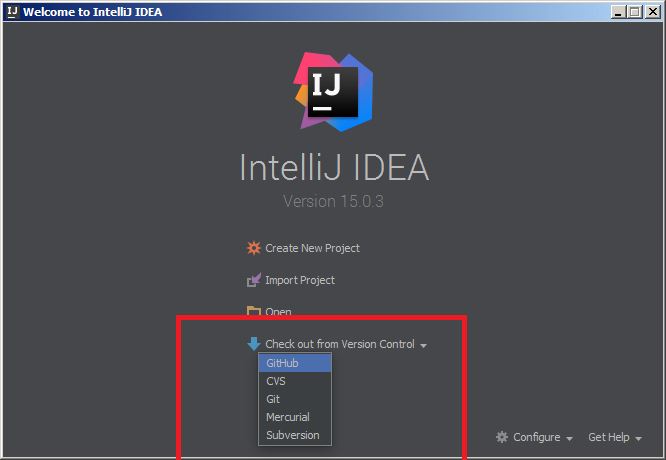 IJ Welcome to IntelliJ IDEA
IJ
IntelliJ IDEA
Version 15.0.3
Create New Project
Import Project
Open
Check out from Version Control
GitHub
CVS
Git
Mercurial
Subversion
Configure
Get Help